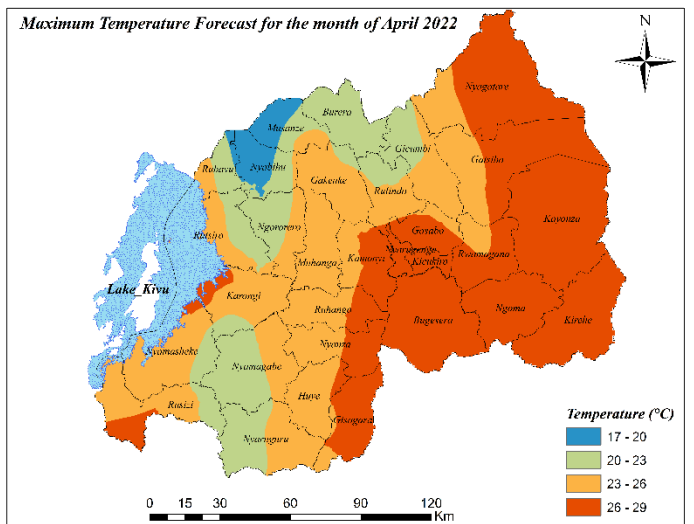 Maximum Temperature Forecast for the month of April 2022
N
Nyagatare
Burera
Musanze
Gicumbi
Gatsibo
Rubavu
Nyabihu
Gakenke
Rulindo
Kayonza
Ngororero
Rutsiro
Gasabo
Muhanga
Kamonyi
Nyarugenge
Kicukiro
Rwamagana
Lake_Kivu
Karongi
Ruhango
Bugesera
Ngoma
Kirehe
Nyamasheke
Nyanza
Nyamagabe
Rusizi
Huye
Gisagara
Nyaruguru
Temperature (°C)
17 - 20
20 - 23
23 - 26
26 - 29
0 15 30 60 90 120
Km